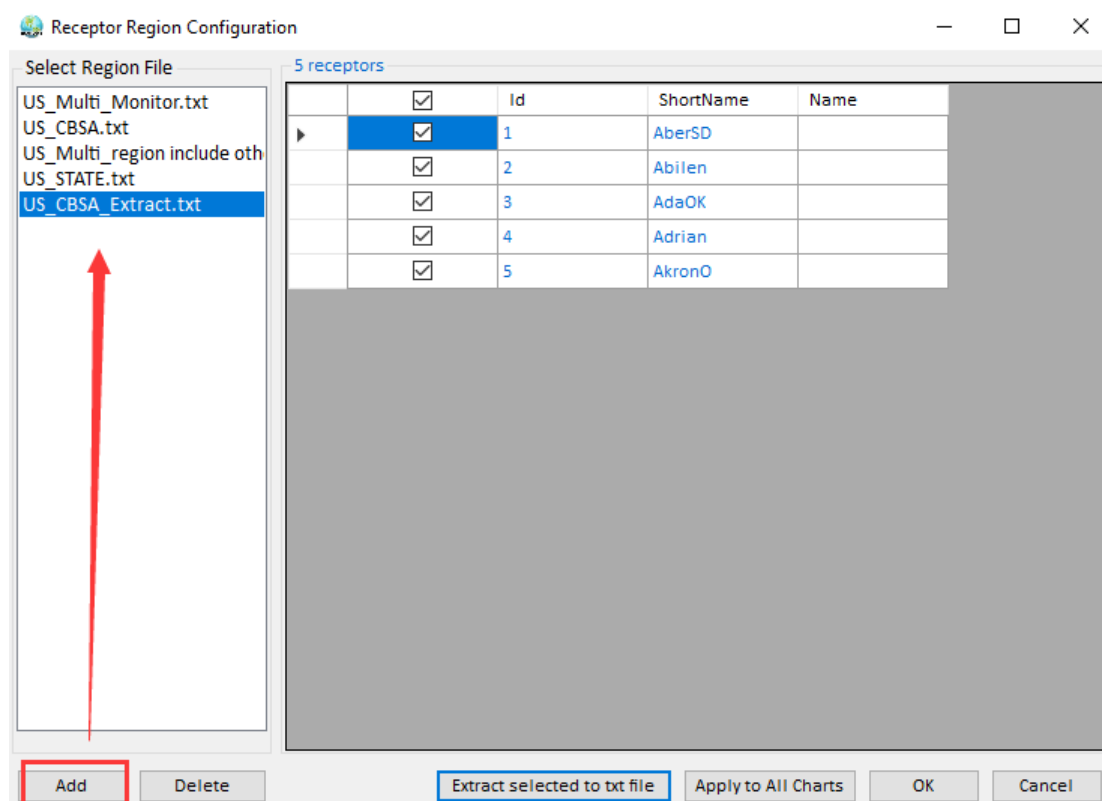 Receptor Region Configuration
Select Region File
5 receptors
US_Multi_Monitor.txt
US_CBSA.txt
US_Multi_region include oth
US_STATE.txt
US_CBSA_Extract.txt
Id ShortName Name
1 AberSD
2 Abilen
3 AdaOK
4 Adrian
5 AkronO
Add Delete Extract selected to txt file Apply to All Charts OK Cancel